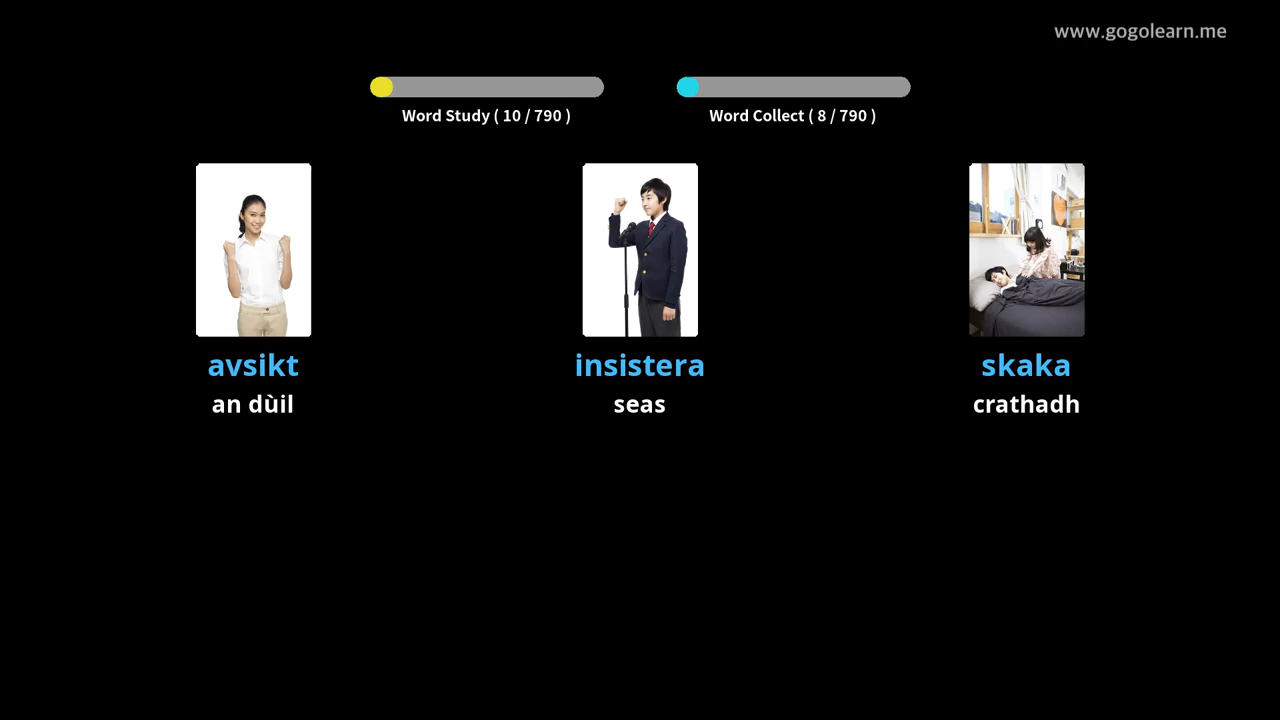 www.gogolearn.me
Word Study ( 10 / 790 )
Word Collect ( 8 / 790 )
avsikt
an dùil
insistera
seas
skaka
crathadh